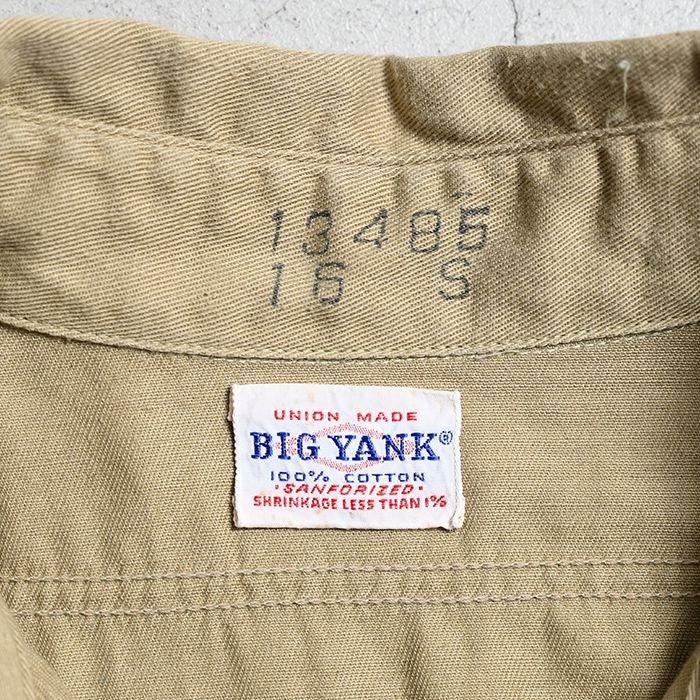 13485
16 S
UNION MADE
BIG YANK®
100% COTTON
·SANFORIZED·
SHRINKAGE LESS THAN 1%